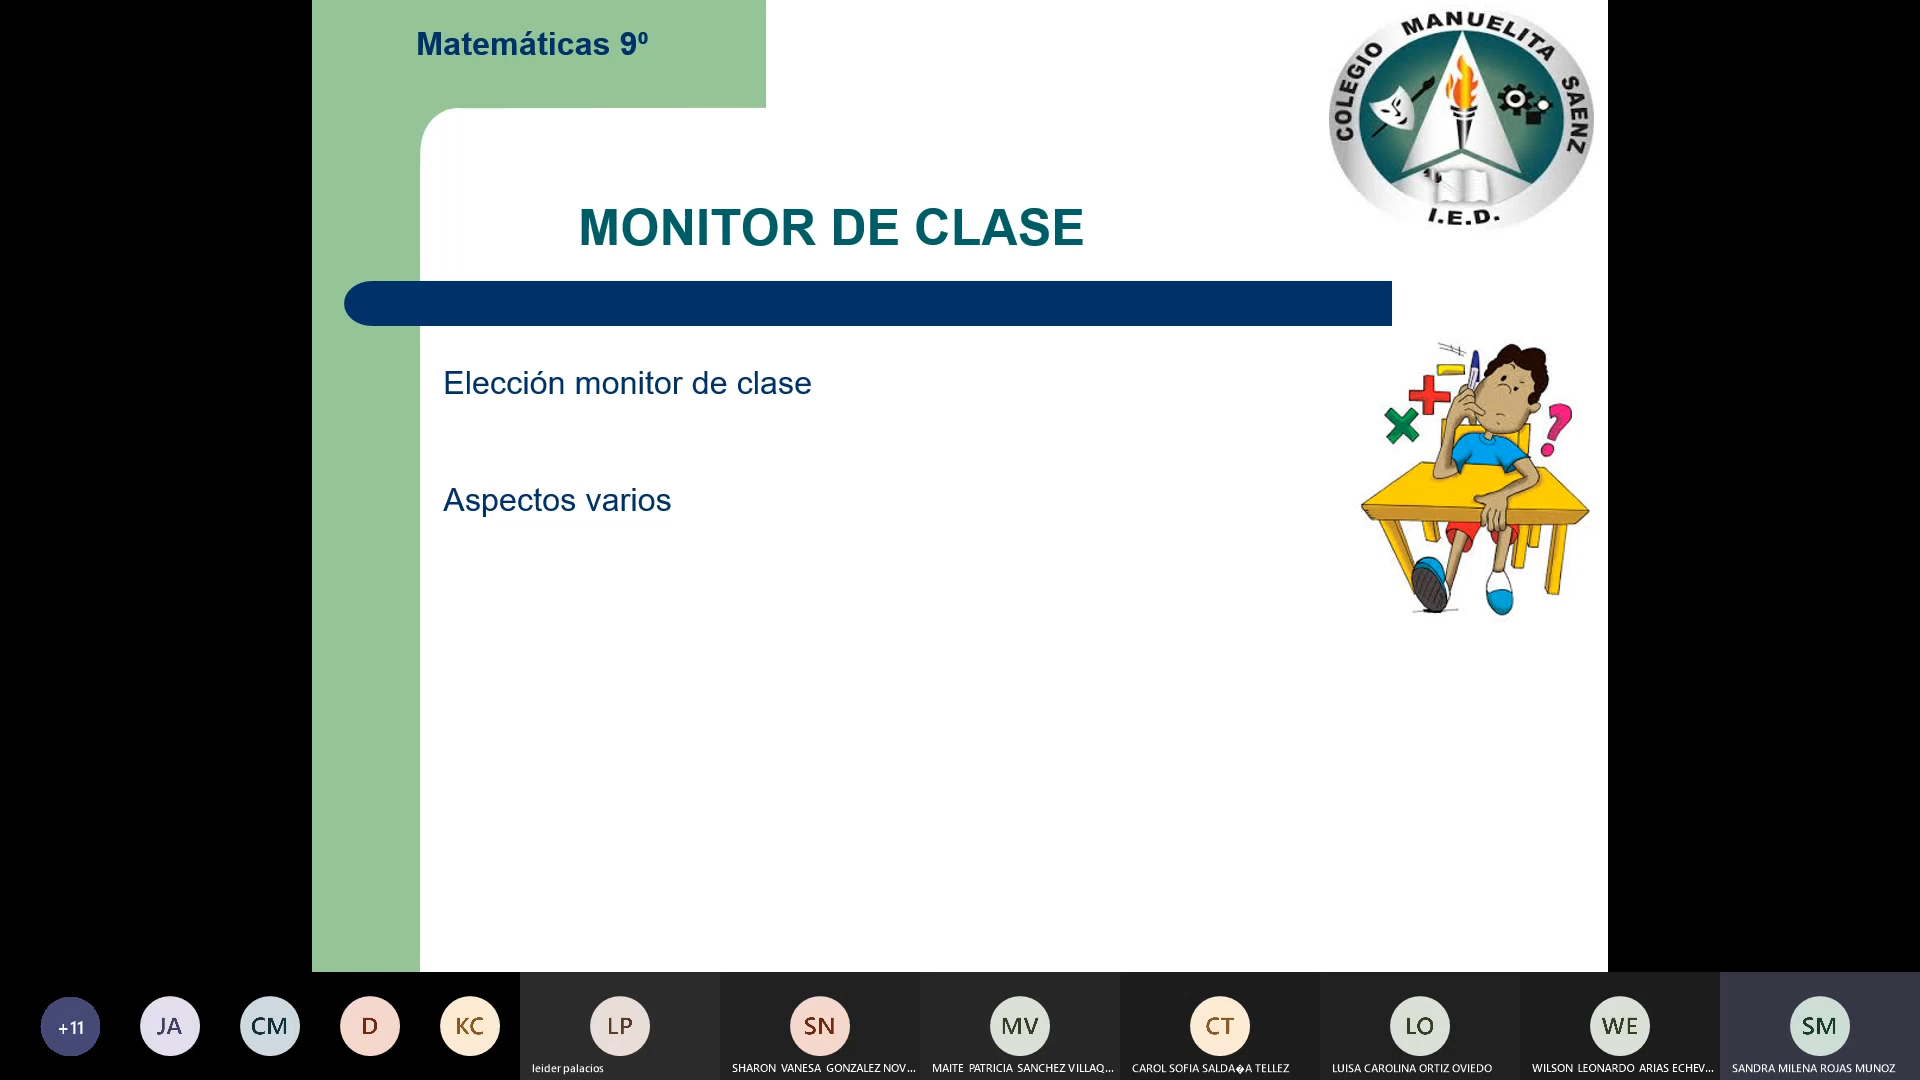 Matemáticas 9º
COLEGIO MANUELITA SAENZ
I.E.D.
MONITOR DE CLASE
Elección monitor de clase
Aspectos varios
+11
JA
CM
D
KC
LP
SN
MV
CT
LO
WE
SM
leider palacios
SHARON VANESA GONZALEZ NOV...
MAITE PATRICIA SANCHEZ VILLAQ...
CAROL SOFIA SALDA�A TELLEZ
LUISA CAROLINA ORTIZ OVIEDO
WILSON LEONARDO ARIAS ECHEV...
SANDRA MILENA ROJAS MUNOZ